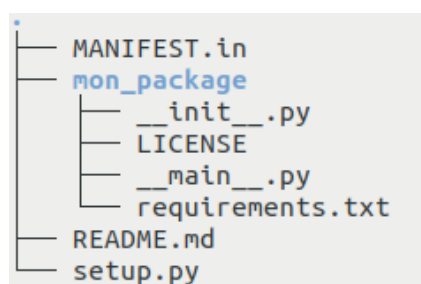 .
MANIFEST.in
mon_package
__init__.py
LICENSE
__main__.py
requirements.txt
README.md
setup.py